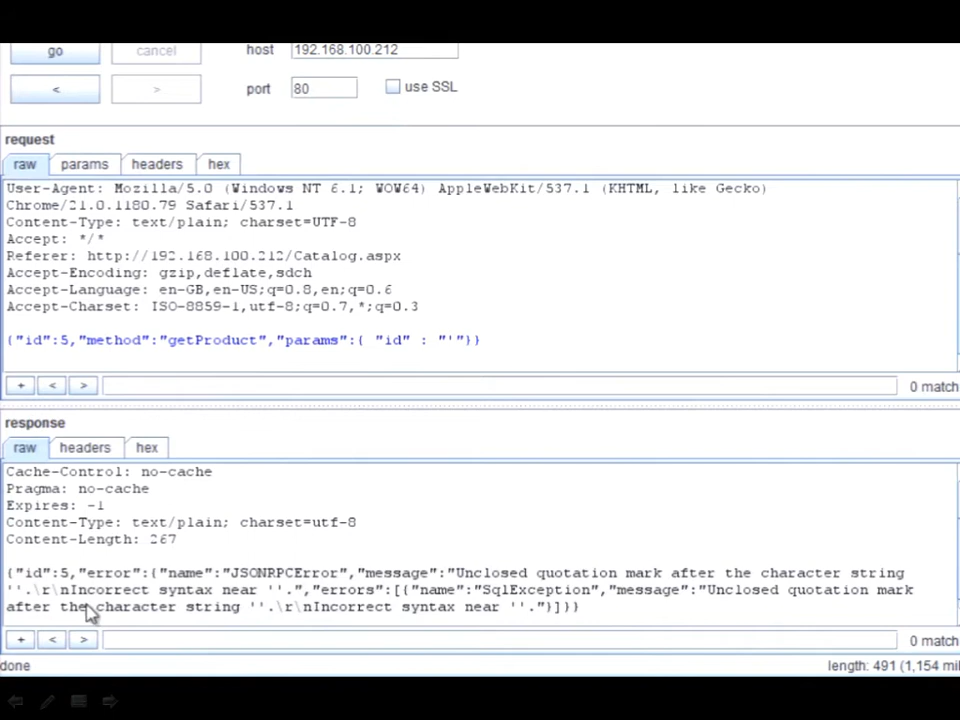 go cancel host 192.168.100.212
< > port 80 use SSL
request
raw params headers hex
User-Agent: Mozilla/5.0 (Windows NT 6.1; WOW64) AppleWebKit/537.1 (KHTML, like Gecko)
Chrome/21.0.1180.79 Safari/537.1
Content-Type: text/plain; charset=UTF-8
Accept: */*
Referer: http://192.168.100.212/Catalog.aspx
Accept-Encoding: gzip,deflate,sdch
Accept-Language: en-GB,en-US;q=0.8,en;q=0.6
Accept-Charset: ISO-8859-1,utf-8;q=0.7,*;q=0.3
{"id":5,"method":"getProduct","params":{ "id" : "'"}}
+ < > 0 match
response
raw headers hex
Cache-Control: no-cache
Pragma: no-cache
Expires: -1
Content-Type: text/plain; charset=utf-8
Content-Length: 267
{"id":5,"error":{"name":"JSONRPCError","message":"Unclosed quotation mark after the character string
''.\r\nIncorrect syntax near ''.","errors":[{"name":"SqlException","message":"Unclosed quotation mark
after the character string ''.\r\nIncorrect syntax near ''."}]}}
+ < > 0 match
done length: 491 (1,154 mil